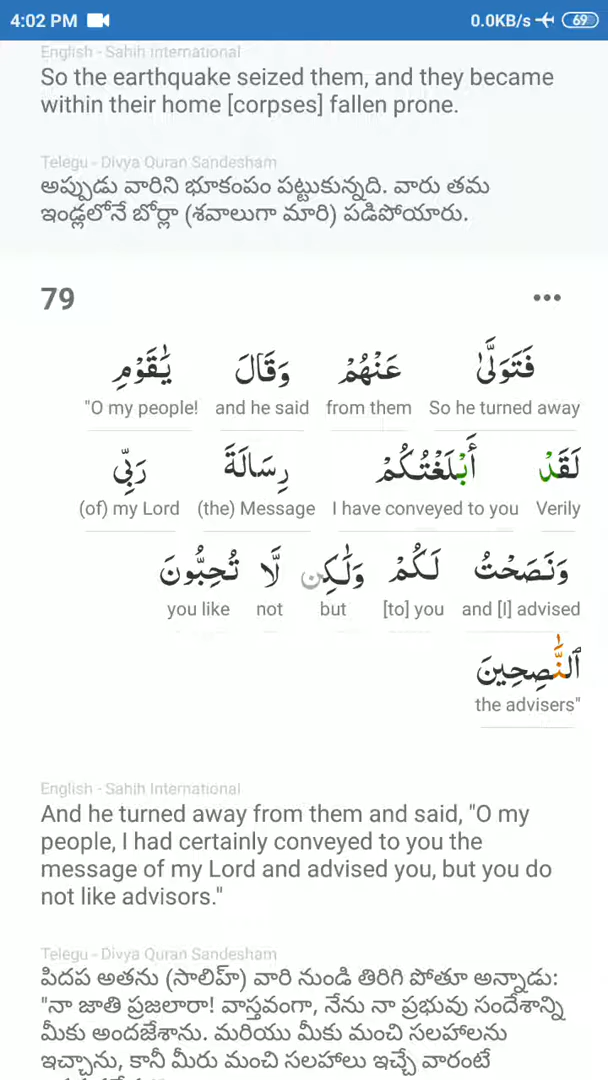 4:02 PM 0.0KB/s 69
English - Sahih International
So the earthquake seized them, and they became
within their home [corpses] fallen prone.
Telegu - Divya Quran Sandesham
అప్పుడు వారిని భూకంపం పట్టుకున్నది. వారు తమ
ఇండ్లలోనే బోర్లా (శవాలుగా మారి) పడిపోయారు.
79
فَتَوَلَّىٰ عَنْهُمْ وَقَالَ يَٰقَوْمِ
"O my people! and he said from them So he turned away
لَقَدْ أَبْلَغْتُكُمْ رِسَالَةَ رَبِّي
(of) my Lord (the) Message I have conveyed to you Verily
وَنَصَحْتُ لَكُمْ وَلَٰكِن لَّا تُحِبُّونَ
you like not but [to] you and [I] advised
ٱلنَّٰصِحِينَ
the advisers"
English - Sahih International
And he turned away from them and said, "O my
people, I had certainly conveyed to you the
message of my Lord and advised you, but you do
not like advisors."
Telegu - Divya Quran Sandesham
పిదప అతను (సాలిహ్) వారి నుండి తిరిగి పోతూ అన్నాడు:
"నా జాతి ప్రజలారా! వాస్తవంగా, నేను నా ప్రభువు సందేశాన్ని
మీకు అందజేశాను. మరియు మీకు మంచి సలహాలను
ఇచ్చాను, కానీ మీరు మంచి సలహాలు ఇచ్చే వారంటే